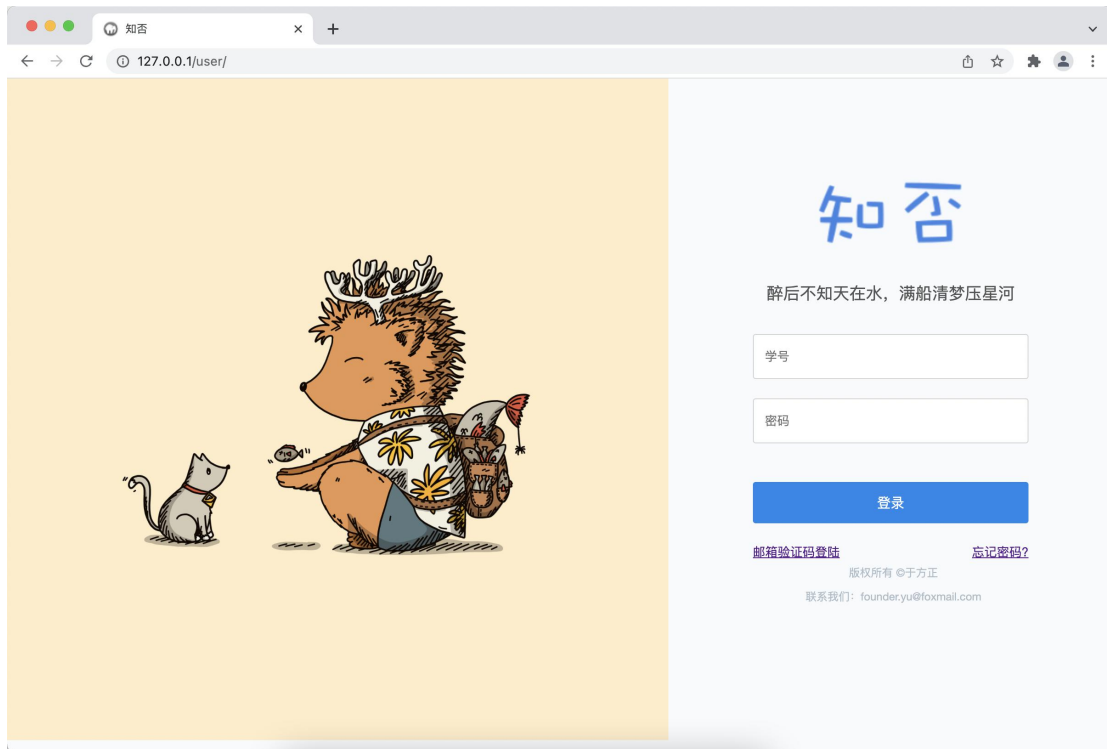 知否
127.0.0.1/user/
知否
醉后不知天在水，满船清梦压星河
学号
密码
登录
邮箱验证码登陆 忘记密码?
版权所有 ©于方正
联系我们：founder.yu@foxmail.com